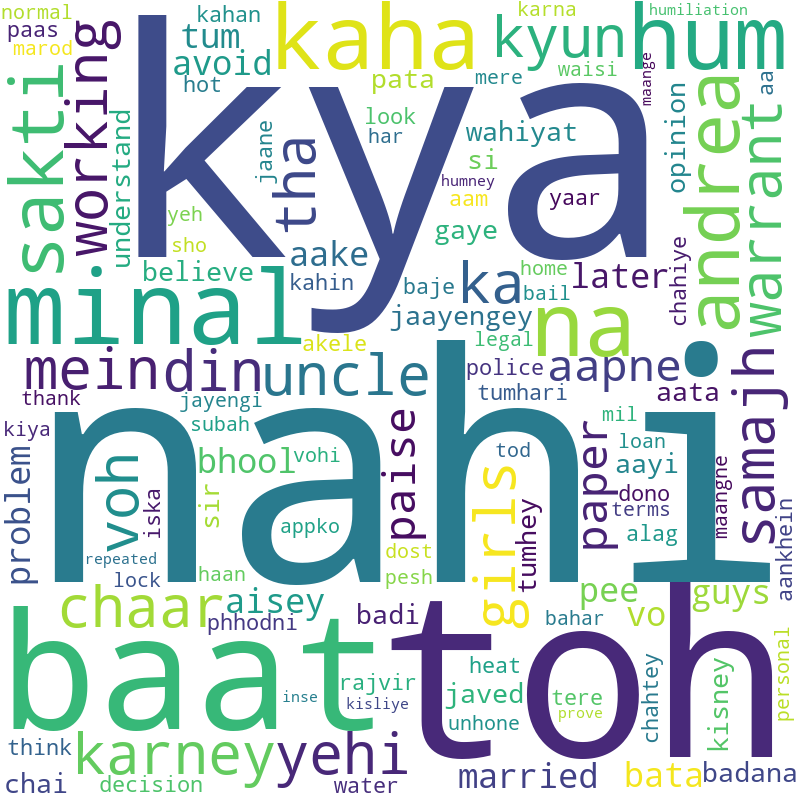 normal
paas
marod
kahan
tum
avoid
hot
kaha
kyun
karna
hum
humiliation
sakti
working
understand
kya
pata
mere
waisi
maange
aa
andrea
warrant
opinion
look
har
jaane
tha
wahiyat
si
humney
aam
yaar
yeh
sho
gaye
aake
kahin
believe
minal
baje
ka
home
bail
later
chahiye
jaayengey
na
akele
legal
mein
din
uncle
police
aapne
samajh
thank
jayengi
tumhari
aata
kiya
subah
nahi
mil
problem
voh
iska
bhool
vohi
paise
girls
paper
loan
aayi
maangne
sir
appko
tumhey
dono
terms
alag
aankhein
repeated
lock
haan
dost
pesh
chaar
aisey
phhodni
badi
pee
vo
guys
bahar
baat
toh
rajvir
kisliye
inse
heat
javed
unhone
tere
prove
chahtey
kisney
personal
think
karney
yehi
chai
decision
water
married
bata
badana
tod